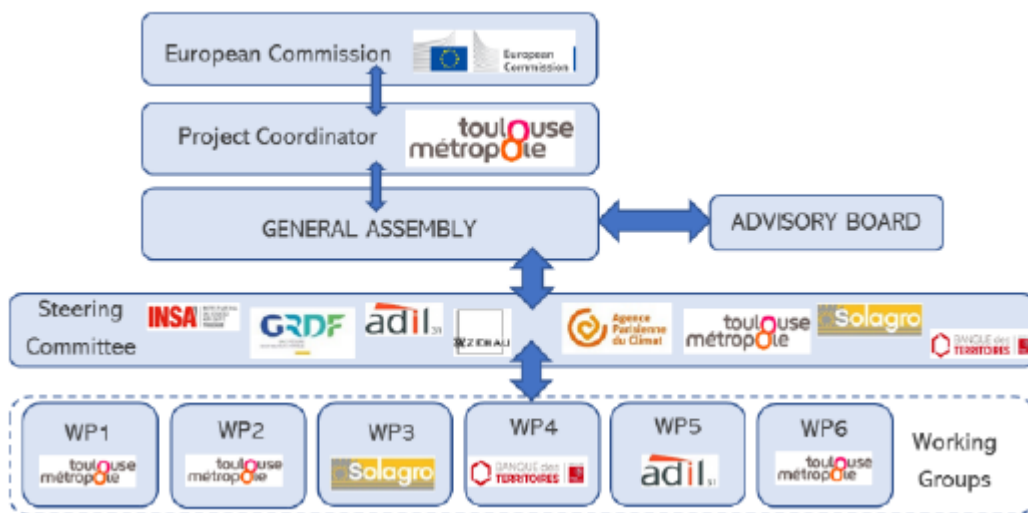 European Commission
European
Commission
Project Coordinator
toulouse
métropole
GENERAL ASSEMBLY
ADVISORY BOARD
Steering
Committee
INSA
GRDF
adil 31
Agence
Parisienne
du Climat
toulouse
métropole
Solagro
BANQUE des
TERRITOIRES
WP1
toulouse
métropole
WP2
toulouse
métropole
WP3
Solagro
WP4
BANQUE des
TERRITOIRES
WP5
adil 31
WP6
toulouse
métropole
Working
Groups